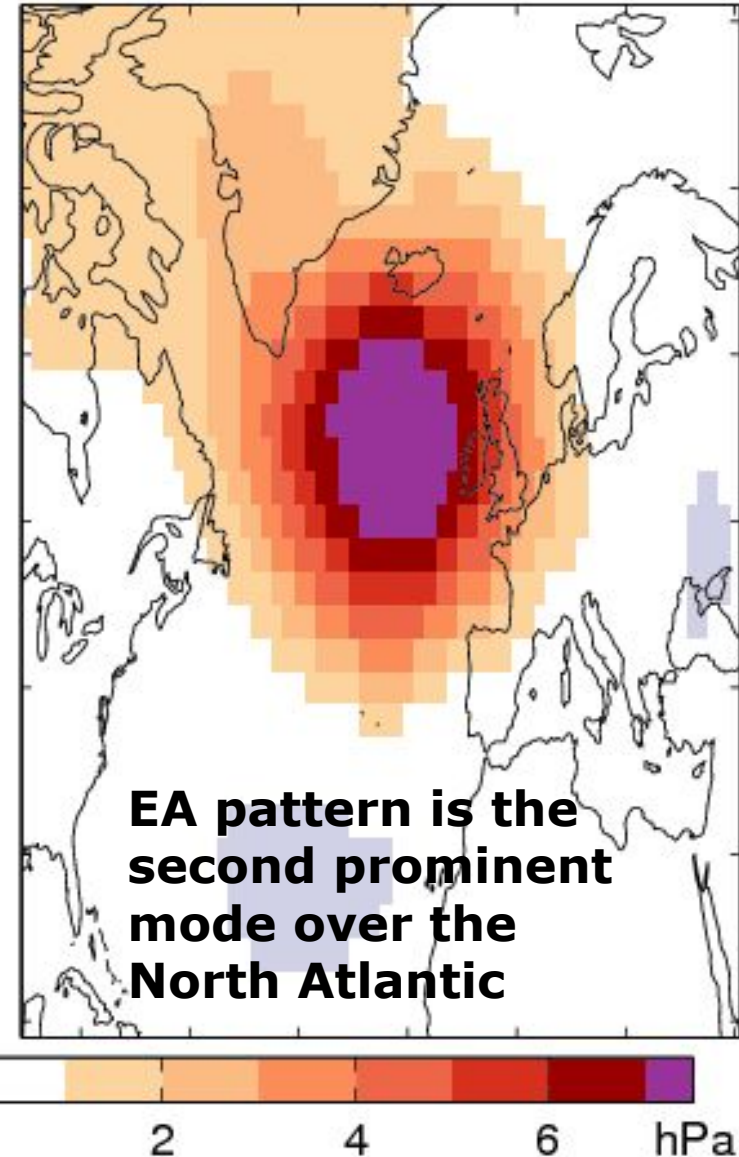 EA pattern is the
second prominent
mode over the
North Atlantic
2 4 6 hPa